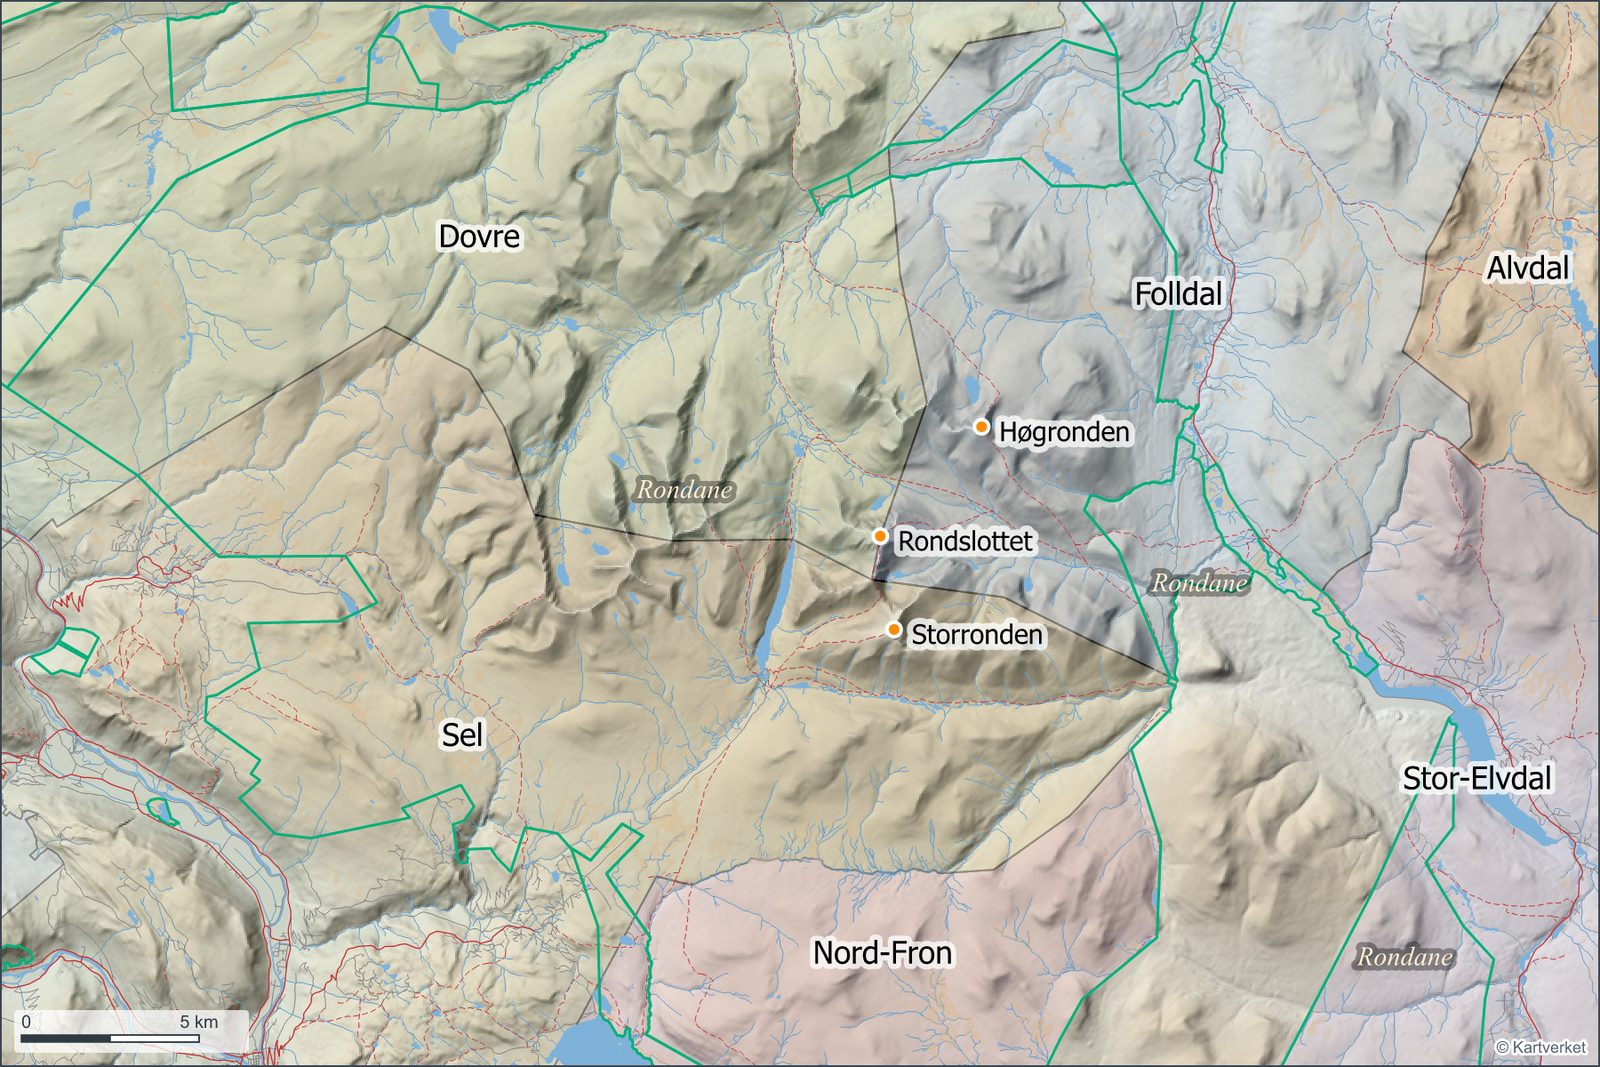 Dovre
Alvdal
Folldal
Høgronden
Rondane
Rondslottet
Rondane
Storronden
Sel
Stor-Elvdal
Nord-Fron
Rondane
0 5 km
© Kartverket